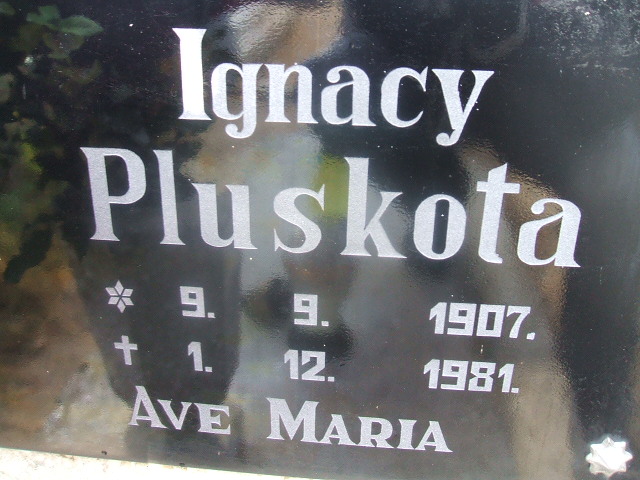 Ignacy
Pluskota
* 9. 9. 1907.
† 1. 12. 1981.
AVE MARIA